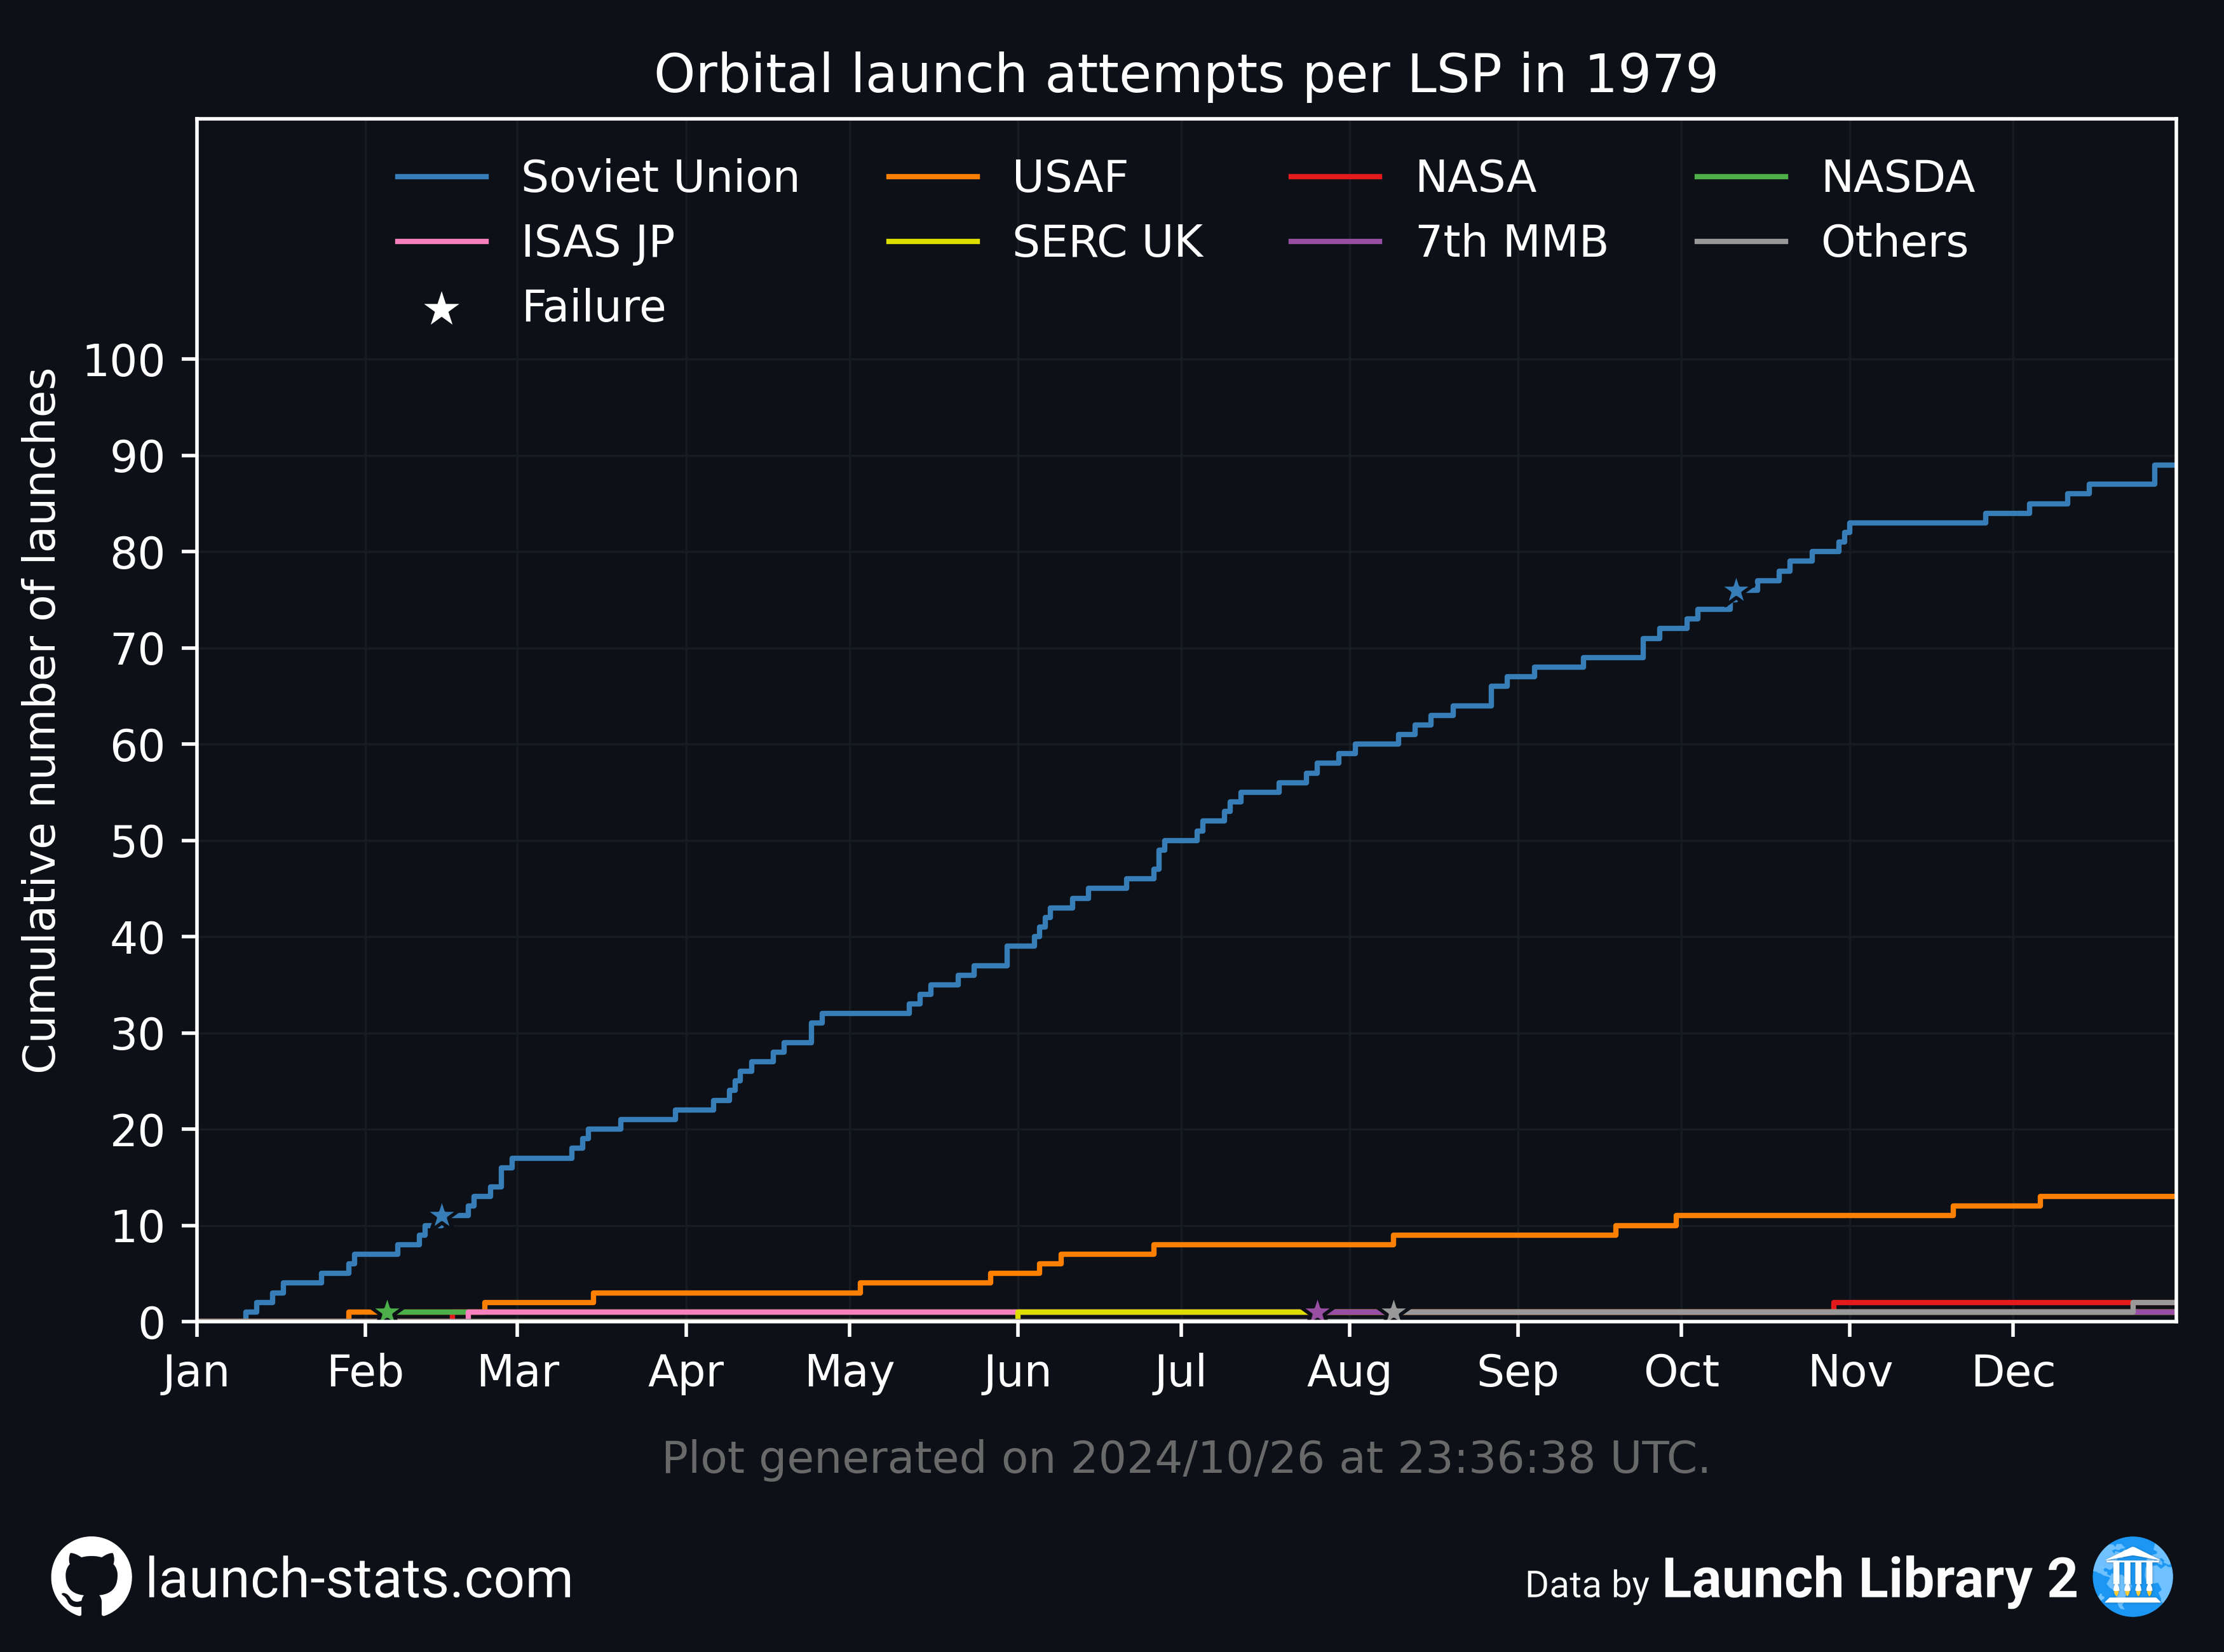 Orbital launch attempts per LSP in 1979
Soviet Union USAF NASA NASDA
ISAS JP SERC UK 7th MMB Others
Failure
Cumulative number of launches
100
90
80
70
60
50
40
30
20
10
0
Jan Feb Mar Apr May Jun Jul Aug Sep Oct Nov Dec
Plot generated on 2024/10/26 at 23:36:38 UTC.
launch-stats.com
Data by Launch Library 2